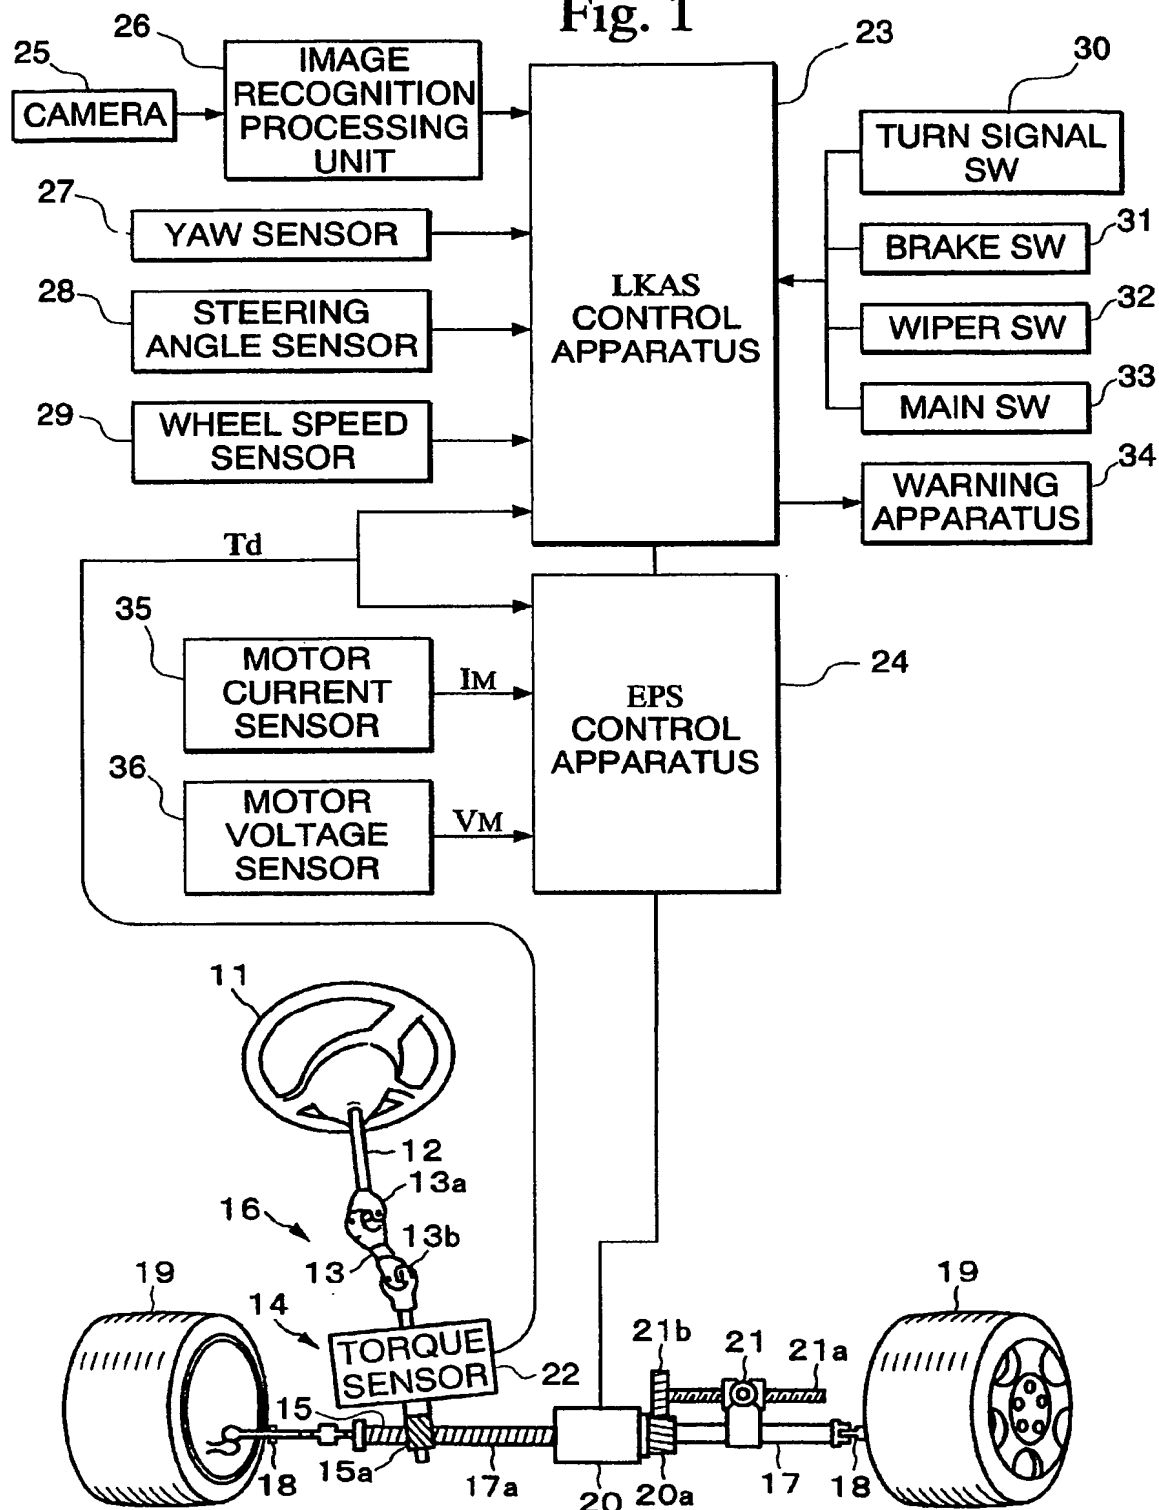 Fig. 1
23
30
26
25
CAMERA
IMAGE
RECOGNITION
PROCESSING
UNIT
TURN SIGNAL
SW
27
YAW SENSOR
31
BRAKE SW
28
STEERING
ANGLE SENSOR
LKAS
CONTROL
APPARATUS
32
WIPER SW
33
MAIN SW
29
WHEEL SPEED
SENSOR
34
WARNING
APPARATUS
Td
35
MOTOR
CURRENT
SENSOR
IM
EPS
CONTROL
APPARATUS
24
36
MOTOR
VOLTAGE
SENSOR
VM
11
12
13a
16
13b
13
19
14
TORQUE
SENSOR
22
21b
21
21a
19
15
18
15a
17a
20
20a
17
18